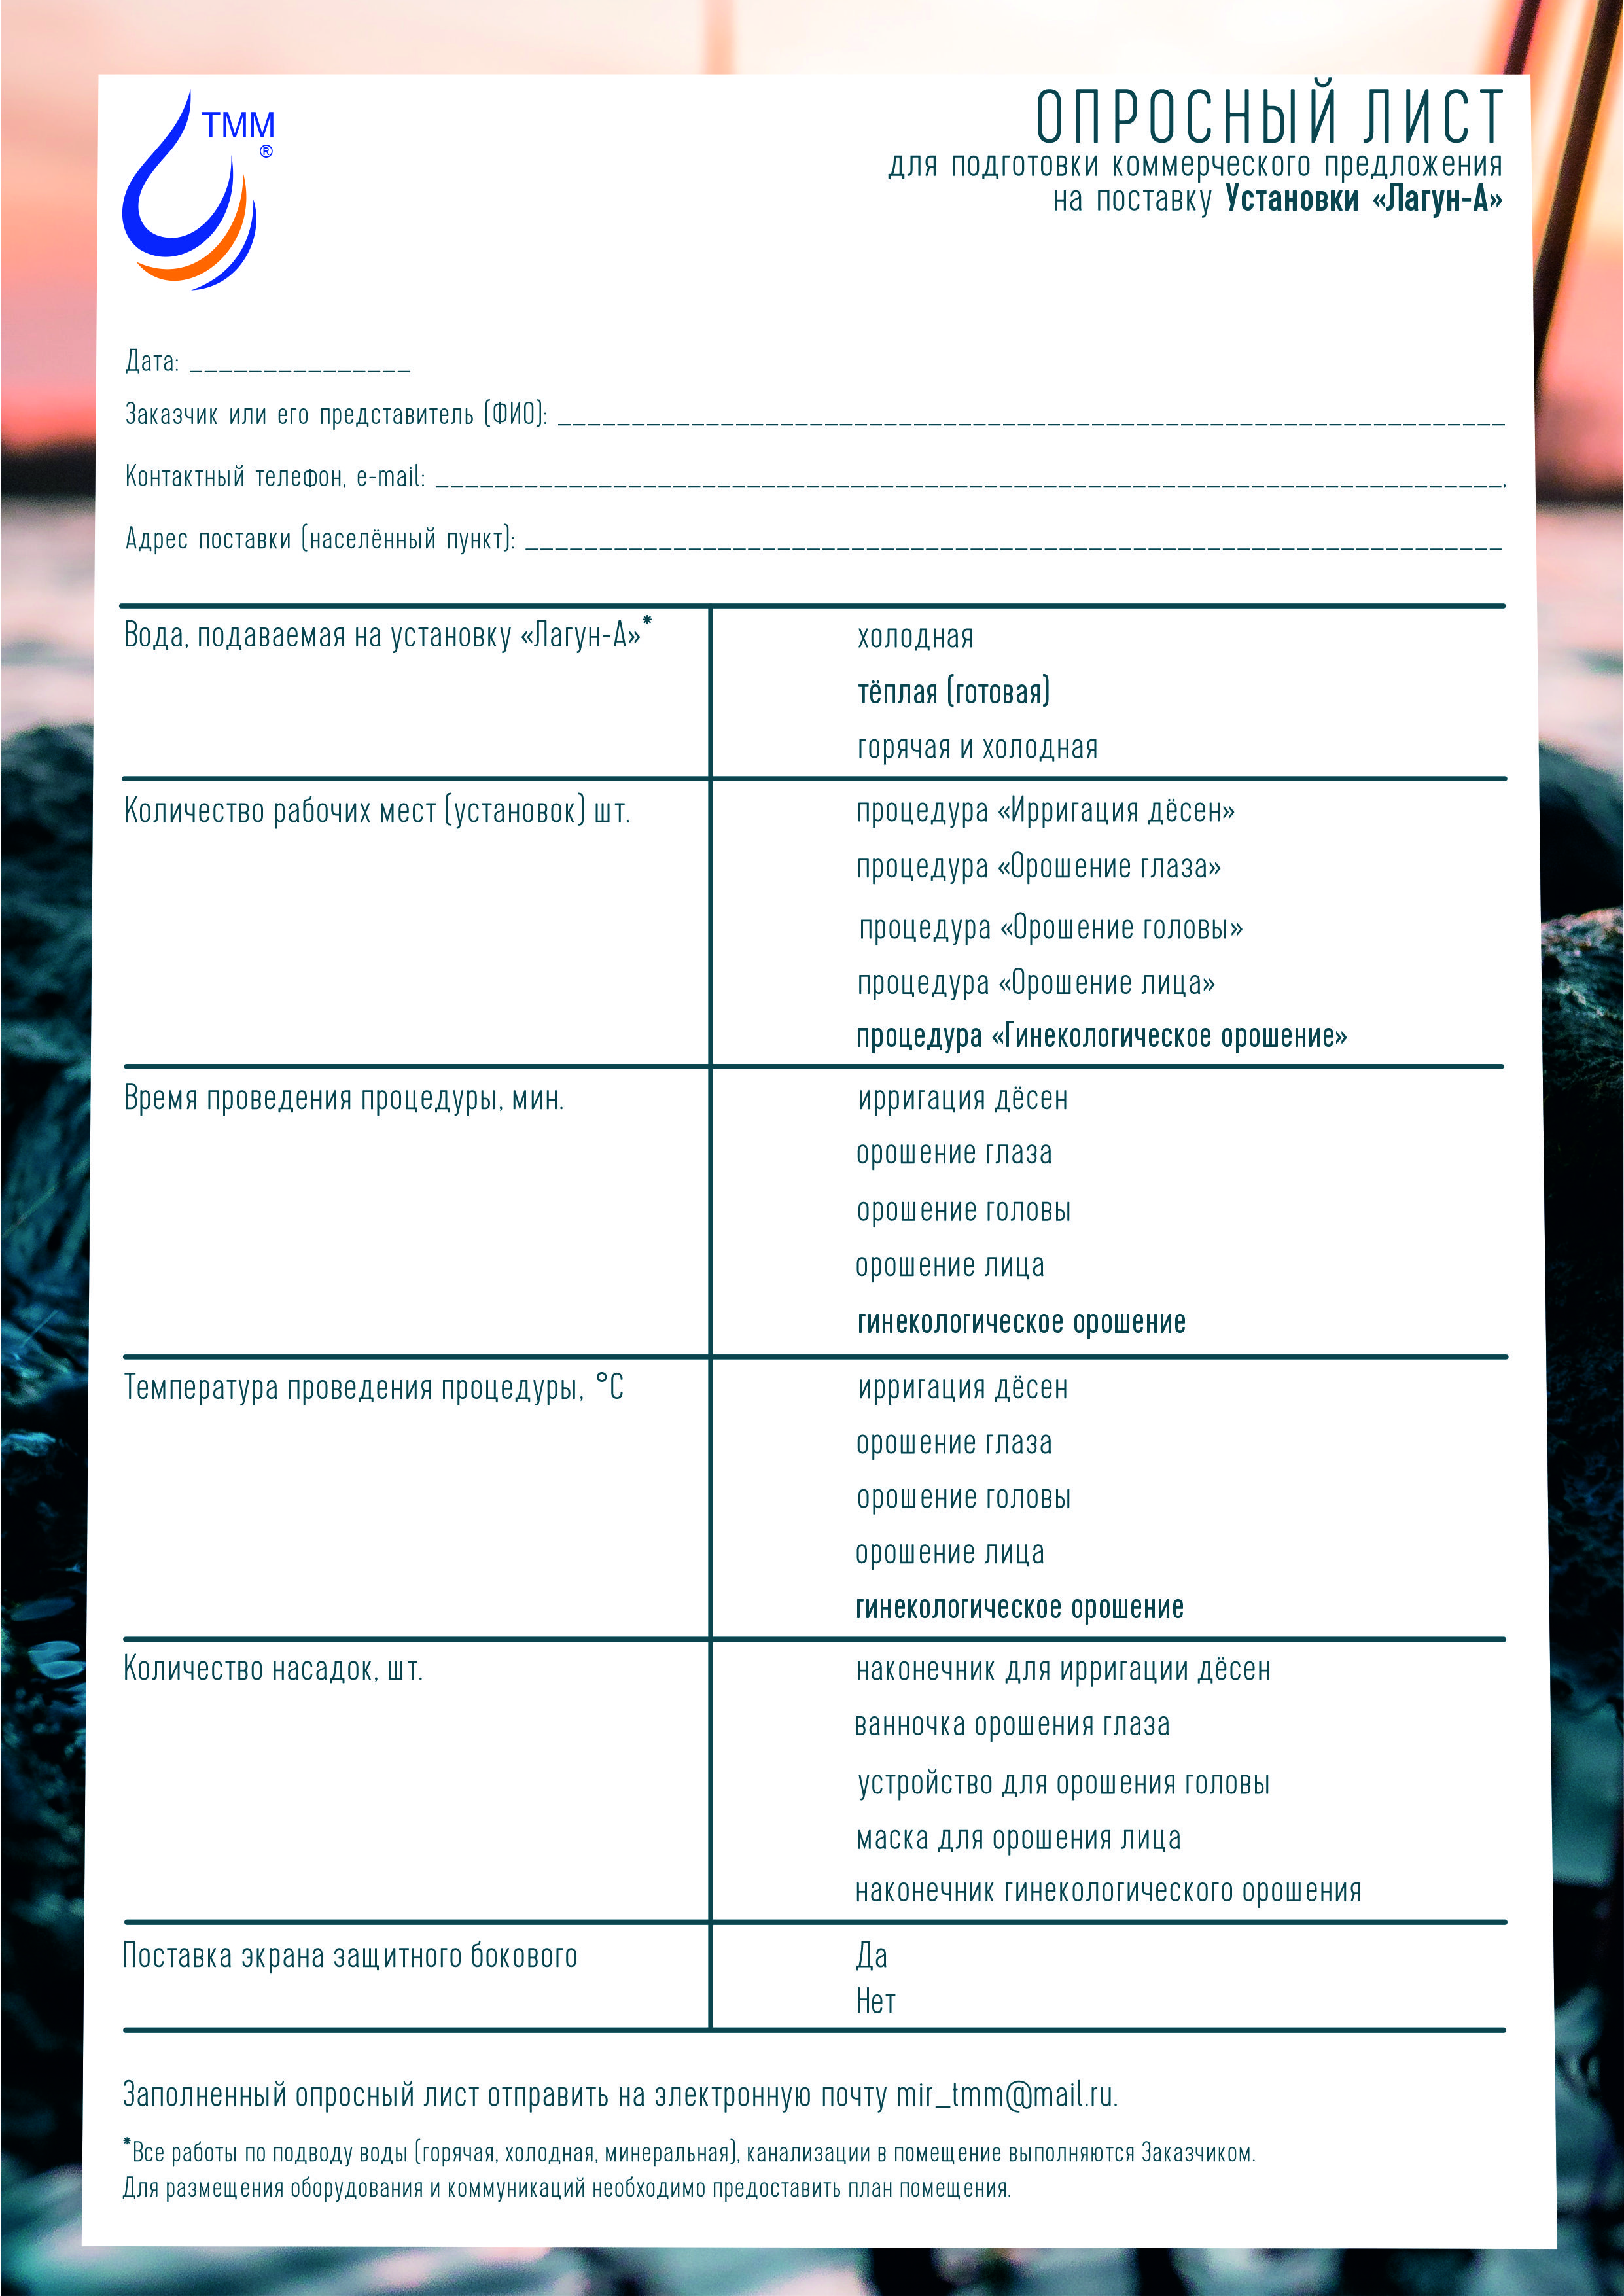 ТММ
®
ОПРОСНЫЙ ЛИСТ
для подготовки коммерческого предложения
на поставку Установки «Лагун-А»
Дата: _______________
Заказчик или его представитель (ФИО): ________________________________________________________________
Контактный телефон, e-mail: ________________________________________________________________________,
Адрес поставки (населённый пункт): __________________________________________________________________
Вода, подаваемая на установку «Лагун-А»*
холодная
тёплая (готовая)
горячая и холодная
Количество рабочих мест (установок) шт.
процедура «Ирригация дёсен»
процедура «Орошение глаза»
процедура «Орошение головы»
процедура «Орошение лица»
процедура «Гинекологическое орошение»
Время проведения процедуры, мин.
ирригация дёсен
орошение глаза
орошение головы
орошение лица
гинекологическое орошение
Температура проведения процедуры, °С
ирригация дёсен
орошение глаза
орошение головы
орошение лица
гинекологическое орошение
Количество насадок, шт.
наконечник для ирригации дёсен
ванночка орошения глаза
устройство для орошения головы
маска для орошения лица
наконечник гинекологического орошения
Поставка экрана защитного бокового
Да
Нет
Заполненный опросный лист отправить на электронную почту mir_tmm@mail.ru.
*Все работы по подводу воды (горячая, холодная, минеральная), канализации в помещение выполняются Заказчиком.
Для размещения оборудования и коммуникаций необходимо предоставить план помещения.